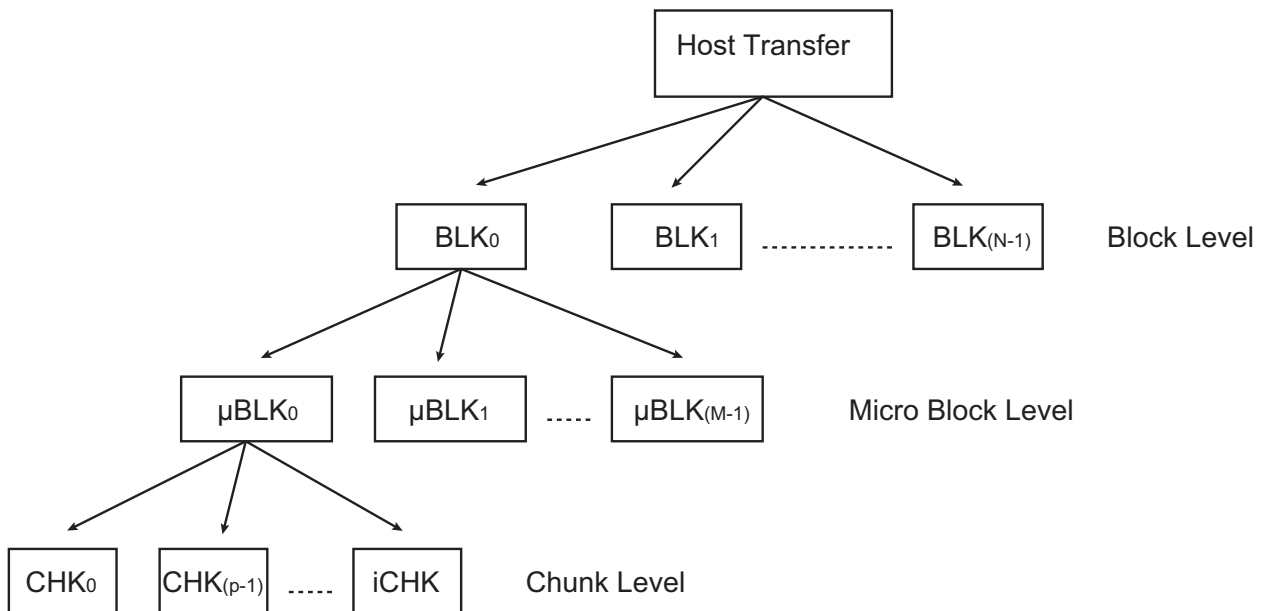 Host Transfer
BLK0 BLK1 BLK(N-1) Block Level
µBLK0 µBLK1 µBLK(M-1) Micro Block Level
CHK0 CHK(p-1) iCHK Chunk Level